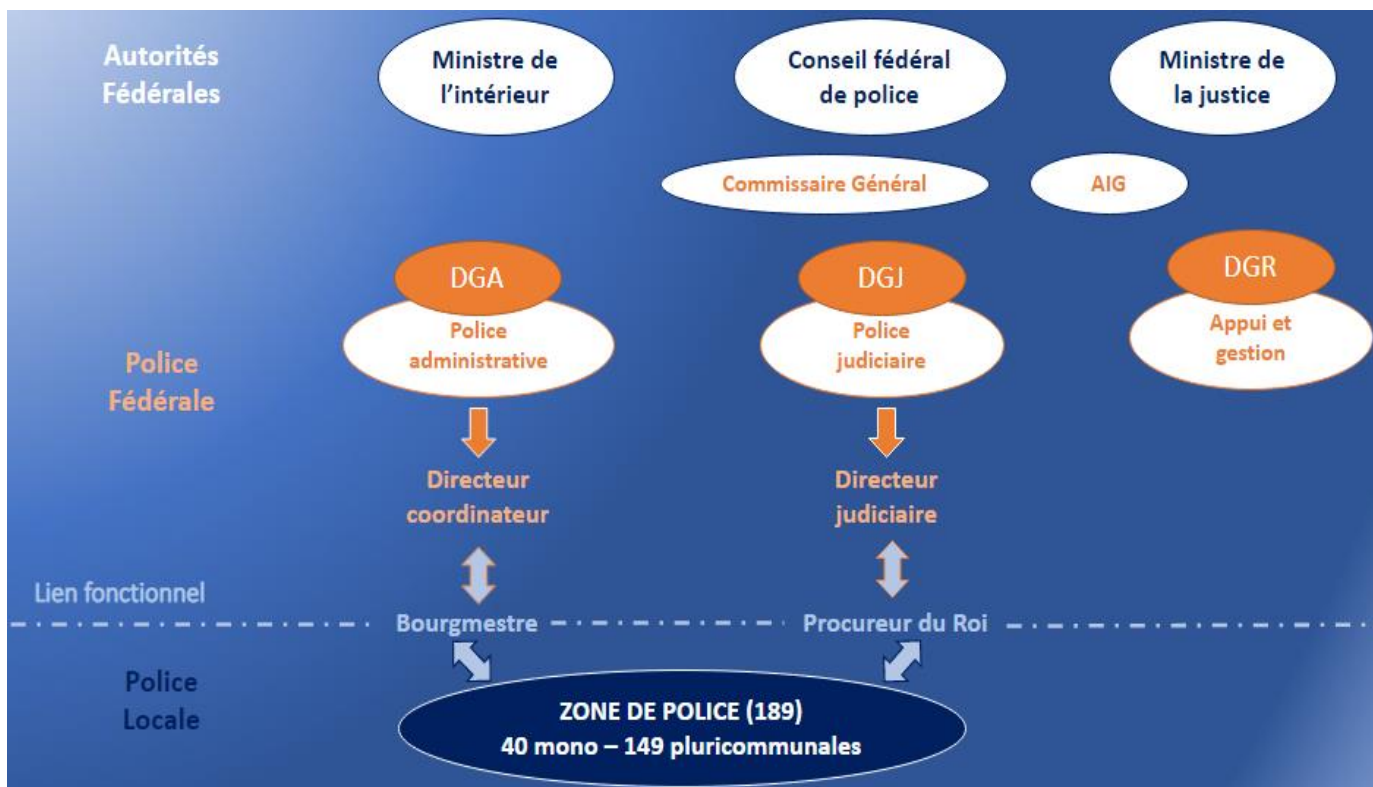 Autorités
Fédérales
Ministre de
l'intérieur
Conseil fédéral
de police
Ministre de
la justice
Commissaire Général
AIG
DGA
Police
administrative
DGJ
Police
judiciaire
DGR
Appui et
gestion
Police
Fédérale
Directeur
coordinateur
Directeur
judiciaire
Lien fonctionnel
Bourgmestre
Procureur du Roi
Police
Locale
ZONE DE POLICE (189)
40 mono – 149 pluricommunales